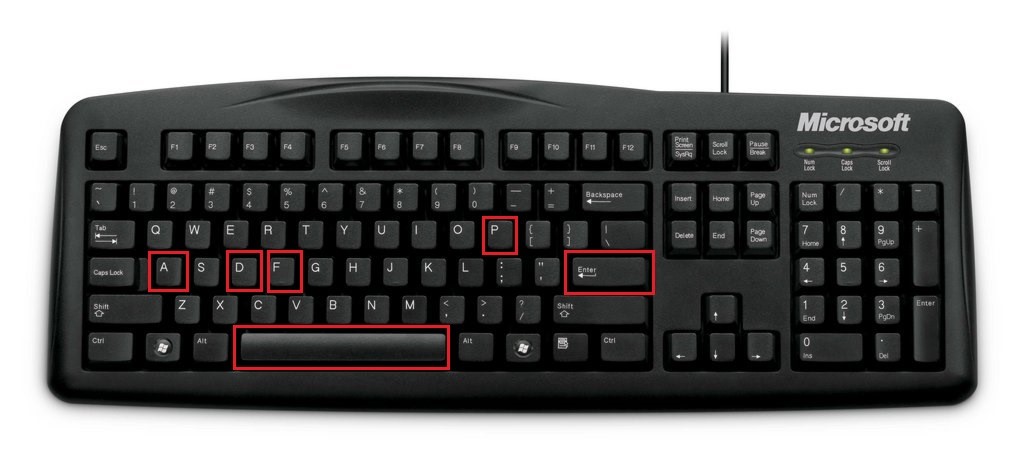 Microsoft
Esc F1 F2 F3 F4 F5 F6 F7 F8 F9 F10 F11 F12 Print Screen SysRq Scroll Lock Pause Break Num Lock Caps Lock Scroll Lock
~ ` ! 1 @ 2 # 3 $ 4 % 5 ^ 6 & 7 * 8 ( 9 ) 0 — - + = Backspace Insert Home Page Up Num Lock / * −
Tab Q W E R T Y U I O P { [ } ] | \ Delete End Page Down 7 Home 8 9 PgUp +
Caps Lock A S D F G H J K L : ; " ' Enter 4 5 6
Shift Z X C V B N M < , > . ? / Shift 1 End 2 3 PgDn Enter
Ctrl Alt Alt Ctrl 0 Ins . Del